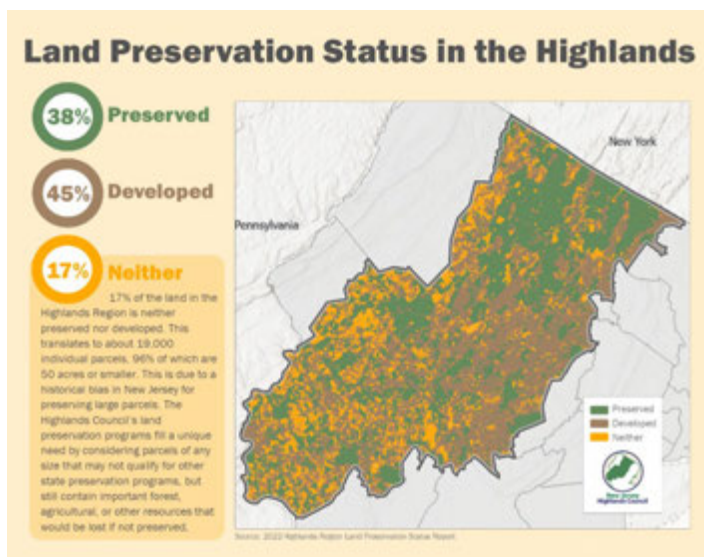 Land Preservation Status in the Highlands
38% Preserved
45% Developed
17% Neither
17% of the land in the
Highlands Region is neither
preserved nor developed. This
translates to about 19,000
individual parcels, 96% of which are
50 acres or smaller. This is due to a
historical bias in New Jersey for
preserving large parcels. The
Highlands Council's land
preservation programs fill a unique
need by considering parcels of any
size that may not qualify for other
state preservation programs, but
still contain important forest,
agricultural, or other resources that
would be lost if not preserved.
New York
Pennsylvania
Preserved
Developed
Neither
New Jersey
Highlands Council
Source: 2022 Highlands Region Land Preservation Status Report